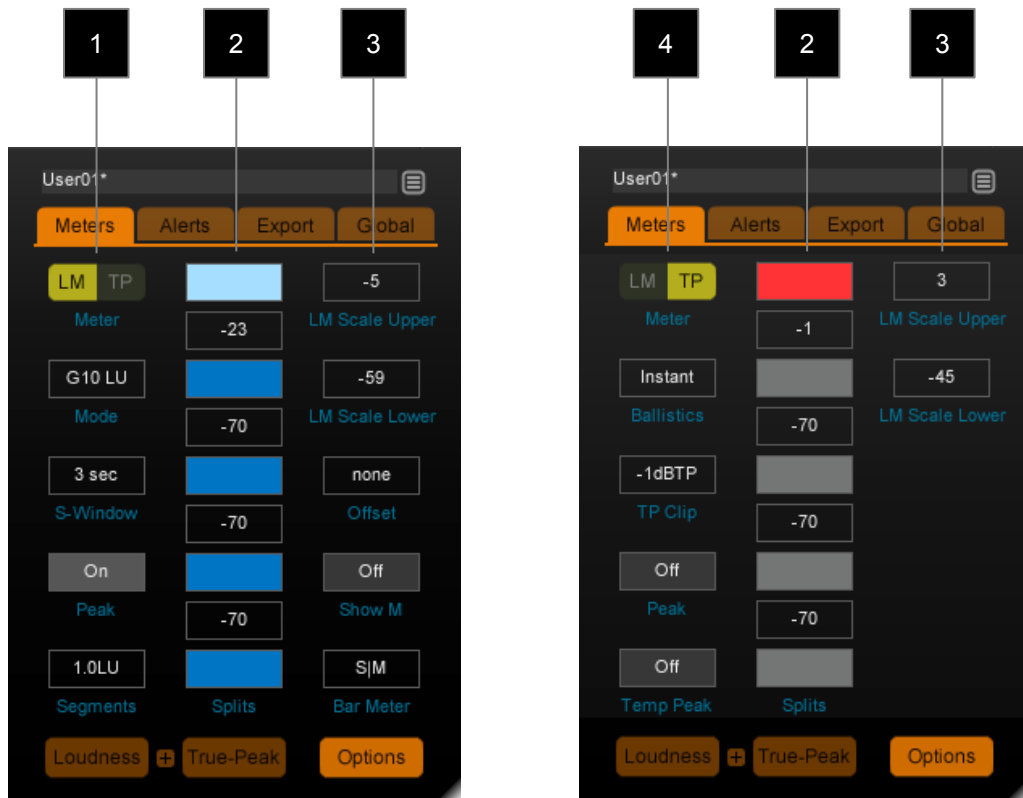 1 2 3
User01*
Meters Alerts Export Global
LM TP -5
Meter LM Scale Upper
-23
G10 LU -59
Mode LM Scale Lower
-70
3 sec none
S-Window Offset
-70
On Off
Peak Show M
-70
1.0LU S|M
Segments Splits Bar Meter
Loudness + True-Peak Options
4 2 3
User01*
Meters Alerts Export Global
LM TP 3
Meter LM Scale Upper
-1
Instant -45
Ballistics LM Scale Lower
-70
-1dBTP
TP Clip
-70
Off
Peak
-70
Off
Temp Peak Splits
Loudness + True-Peak Options